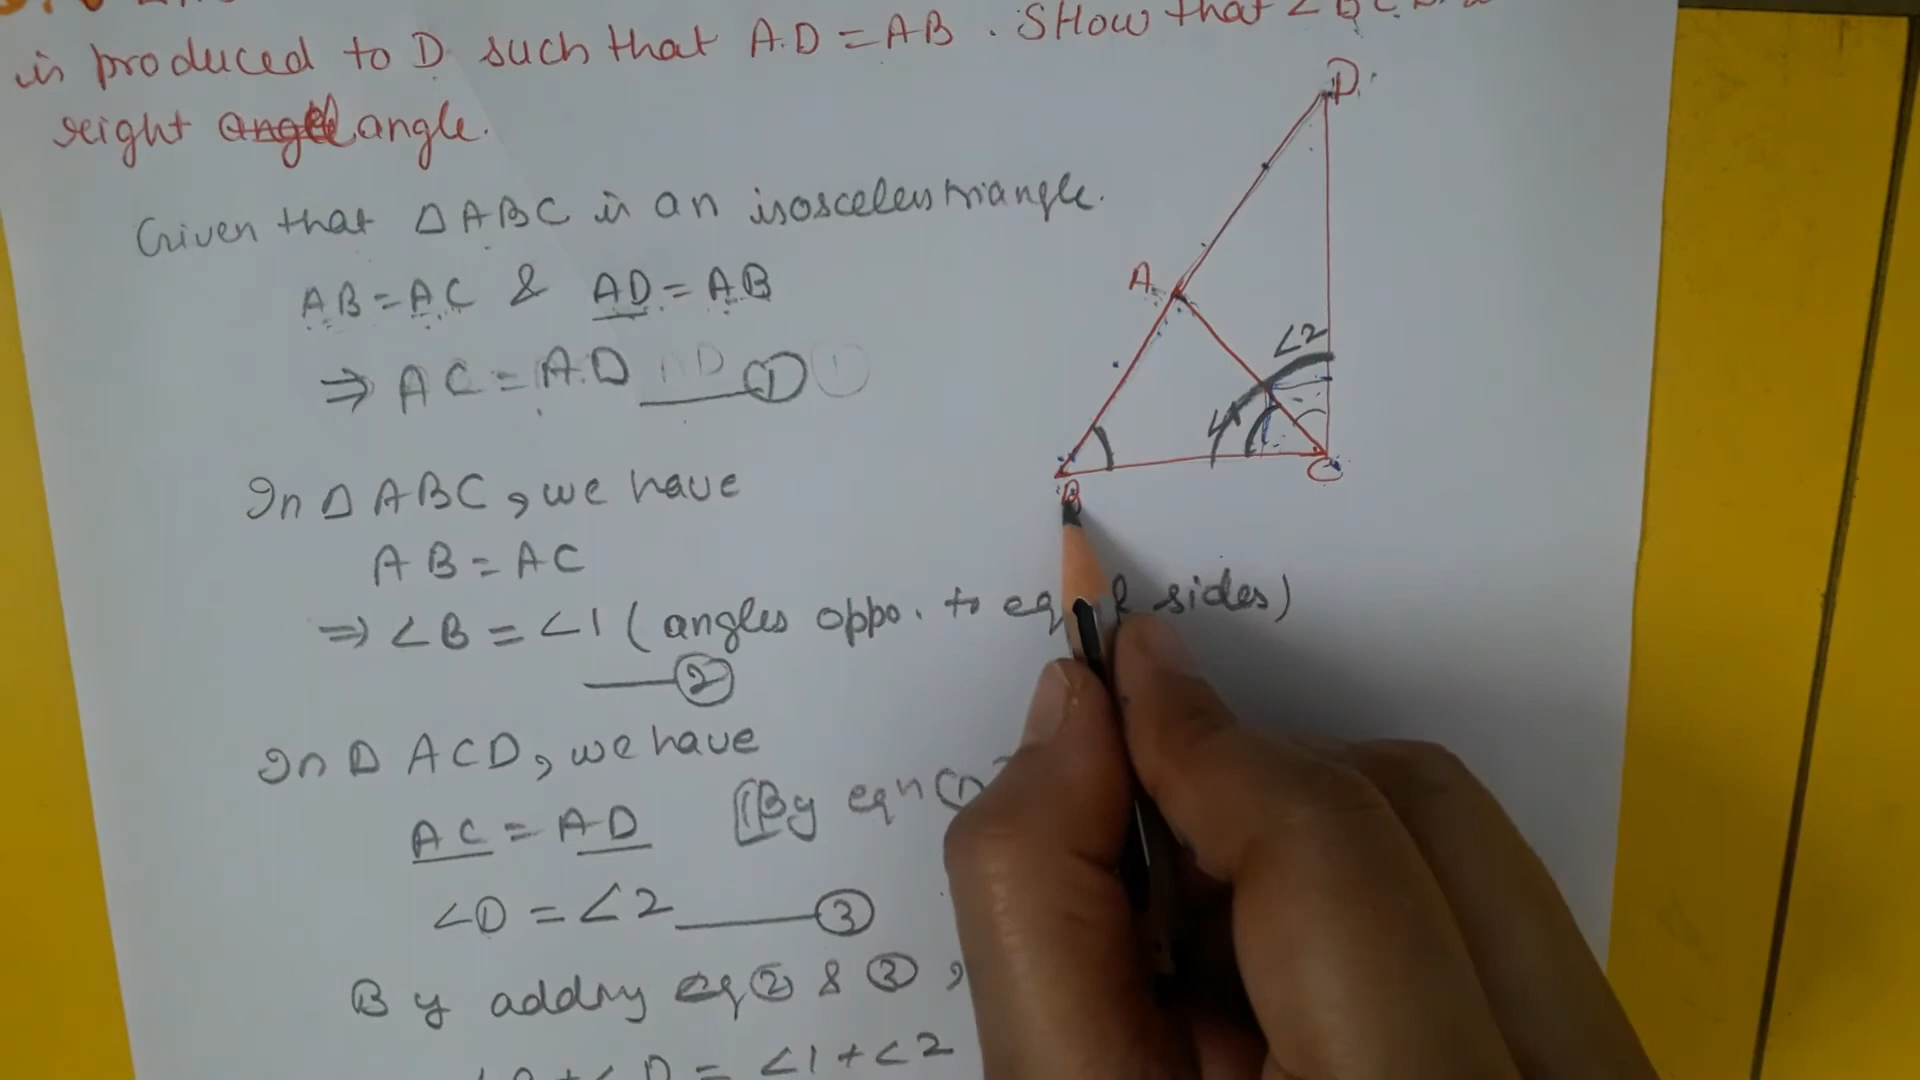 is produced to D such that AD = AB. Show that ∠BCD
right angle.
Given that △ABC is an isosceles triangle.
AB = AC & AD = AB
⇒ AC = AD ①
In △ABC, we have
AB = AC
⇒ ∠B = ∠1 (angles oppo. to sides)
②
In △ACD, we have
AC = AD [By eqn (1)
∠D = ∠2 ③
By adding eq ② & ③,
∠D = ∠1 + ∠2
D
A
∠2
B
C